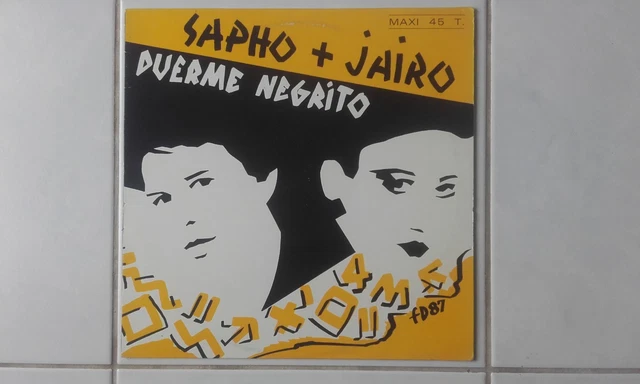 MAXI 45 T.
SAPHO + JAIRO
DUERME NEGRITO
fD87